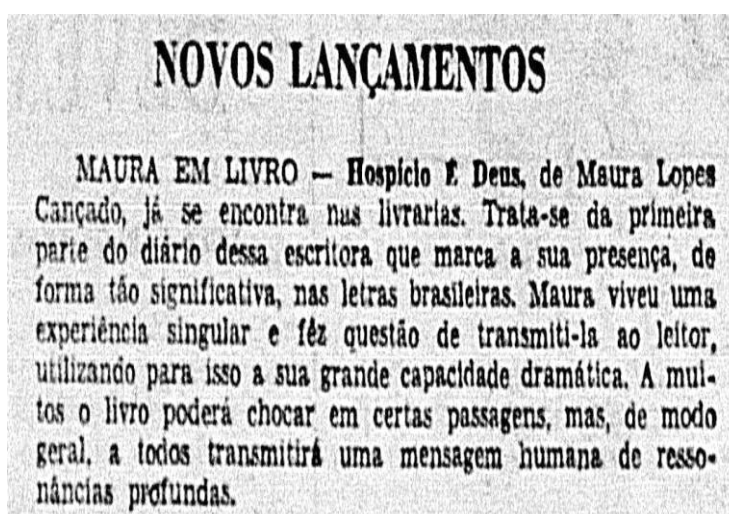 NOVOS LANÇAMENTOS
MAURA EM LIVRO — Hospício É Deus, de Maura Lopes
Cançado, já se encontra nas livrarias. Trata-se da primeira
parte do diário dessa escritora que marca a sua presença, de
forma tão significativa, nas letras brasileiras. Maura viveu uma
experiência singular e fêz questão de transmiti-la ao leitor,
utilizando para isso a sua grande capacidade dramática. A mui-
tos o livro poderá chocar em certas passagens, mas, de modo
geral, a todos transmitirá uma mensagem humana de resso-
nâncias profundas.